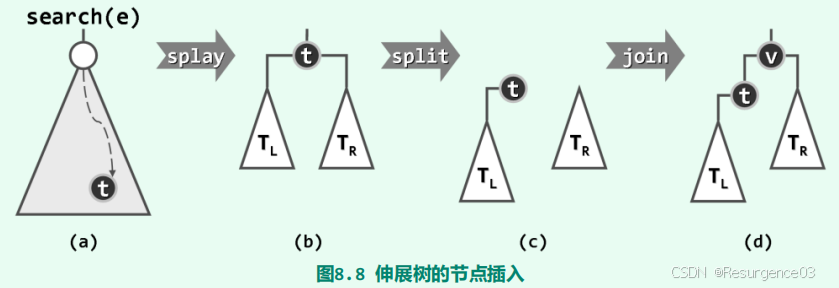 search(e)
splay
split
join
t
t
t
v
t
T_L
T_R
T_L
T_R
T_L
T_R
(a)
(b)
(c)
(d)
图8.8 伸展树的节点插入
CSDN @Resurgence03